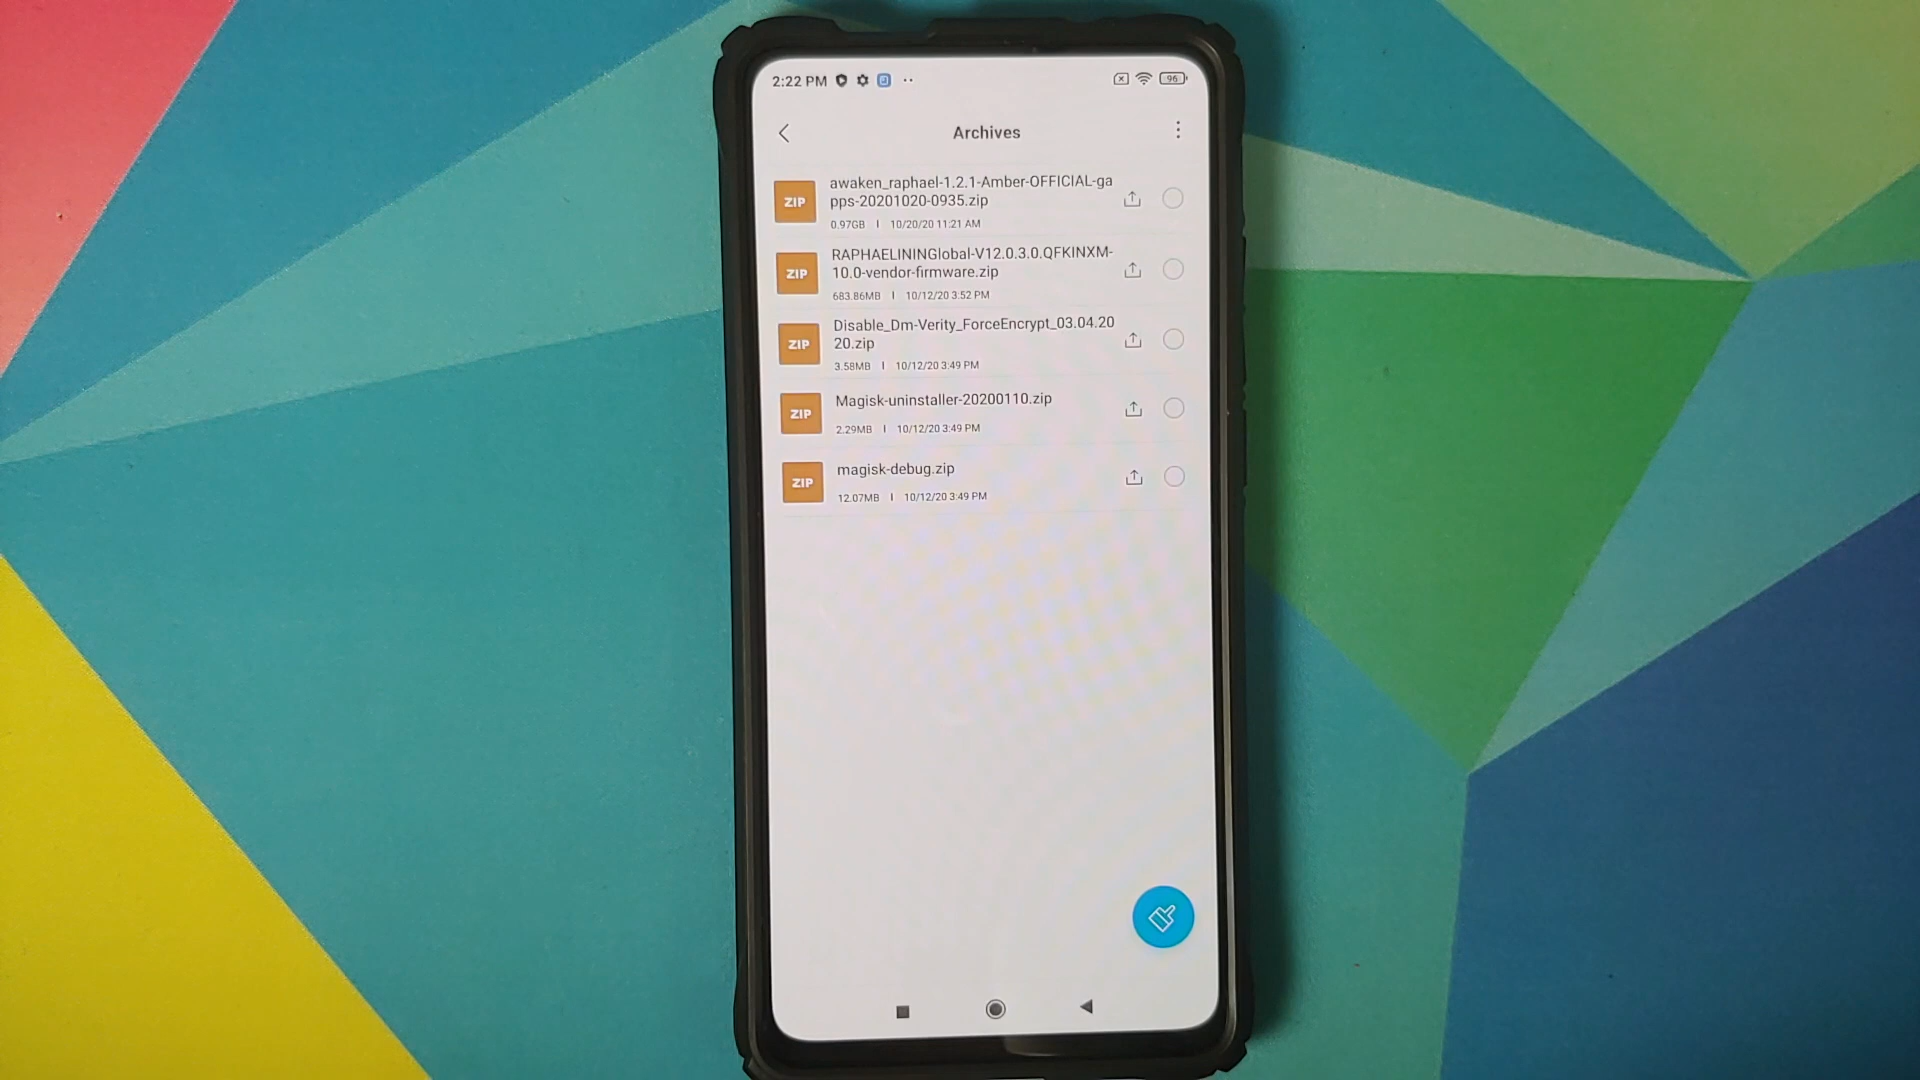 2:22 PM
96
Archives
ZIP
awaken_raphael-1.2.1-Amber-OFFICIAL-ga
pps-20201020-0935.zip
0.97GB | 10/20/20 11:21 AM
ZIP
RAPHAELININGlobal-V12.0.3.0.QFKINXM-
10.0-vendor-firmware.zip
683.86MB | 10/12/20 3:52 PM
ZIP
Disable_Dm-Verity_ForceEncrypt_03.04.20
20.zip
3.58MB | 10/12/20 3:49 PM
ZIP
Magisk-uninstaller-20200110.zip
2.29MB | 10/12/20 3:49 PM
ZIP
magisk-debug.zip
12.07MB | 10/12/20 3:49 PM